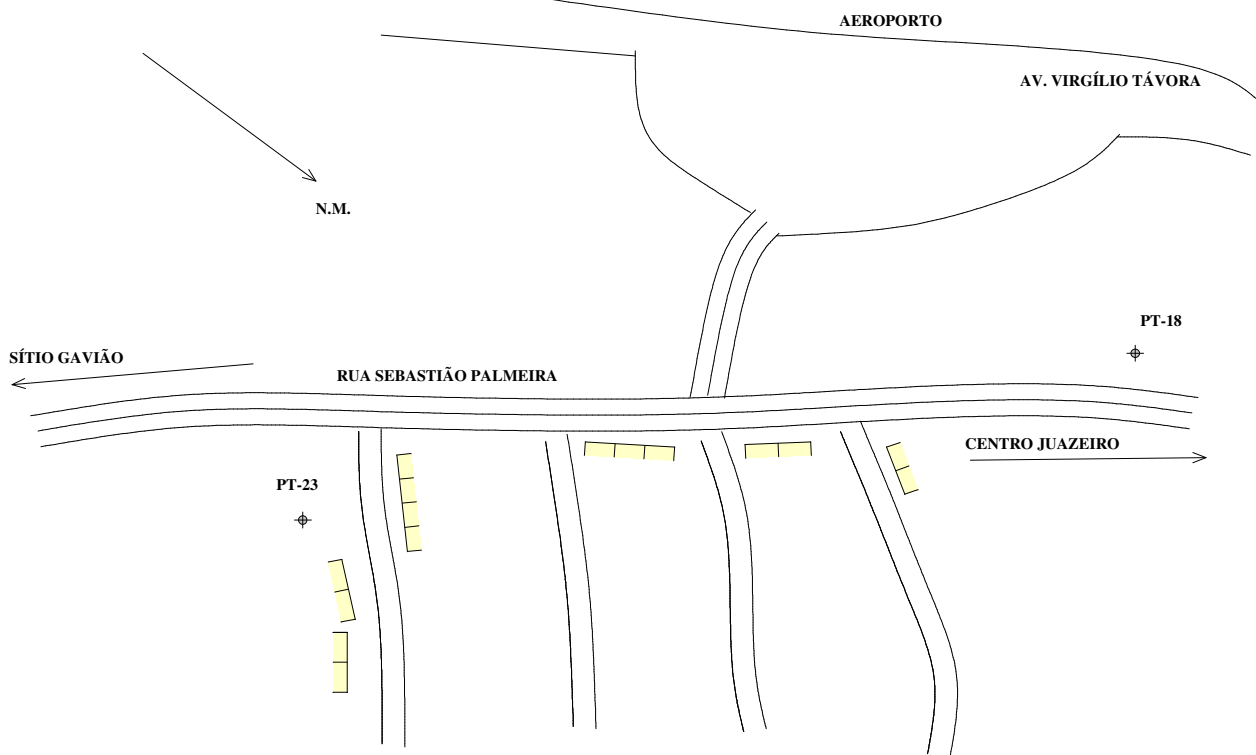 AEROPORTO
AV. VIRGÍLIO TÁVORA
N.M.
PT-18
SÍTIO GAVIÃO
RUA SEBASTIÃO PALMEIRA
CENTRO JUAZEIRO
PT-23